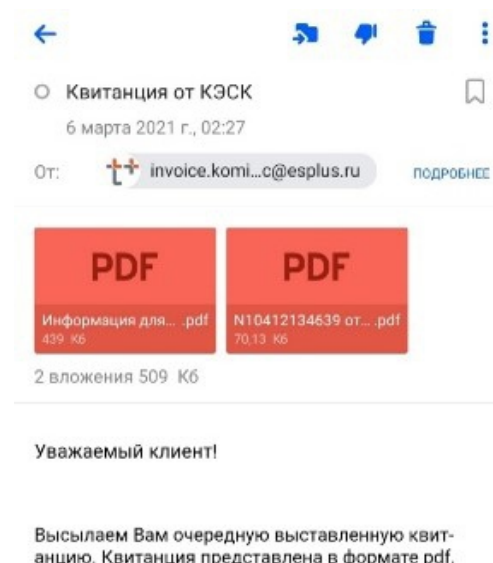 Квитанция от КЭСК
6 марта 2021 г., 02:27
От: invoice.komi...c@esplus.ru ПОДРОБНЕЕ
PDF PDF
Информация для... .pdf N10412134639 от... .pdf
439 Кб 70,13 Кб
2 вложения 509 Кб
Уважаемый клиент!
Высылаем Вам очередную выставленную квит-
анцию. Квитанция представлена в формате pdf.